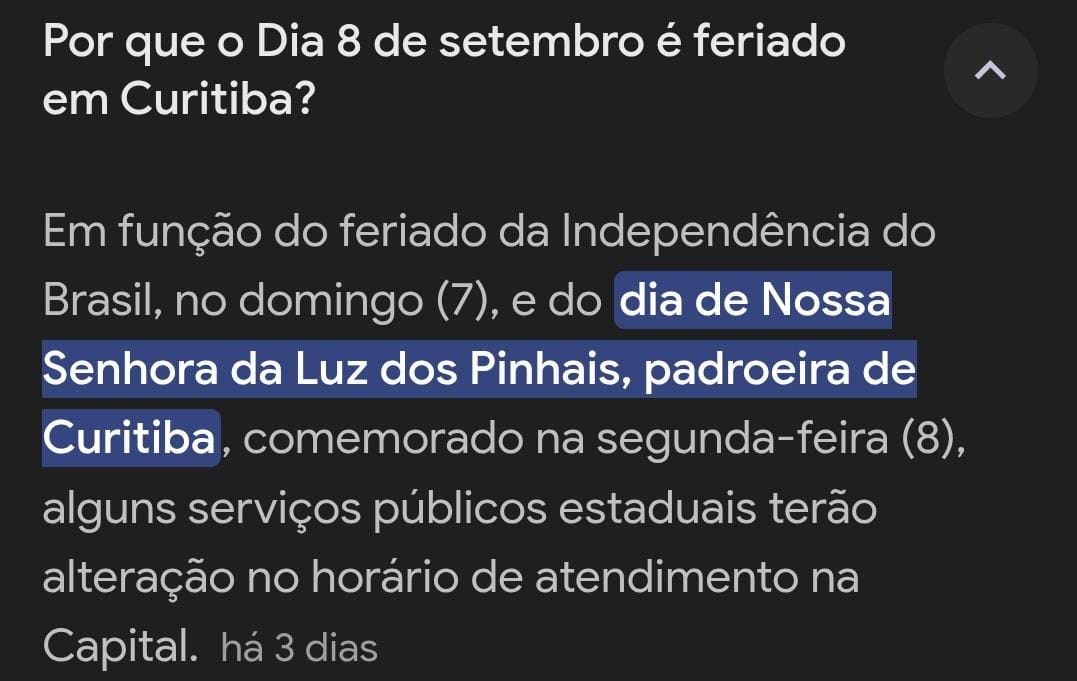 Por que o Dia 8 de setembro é feriado
em Curitiba?
Em função do feriado da Independência do
Brasil, no domingo (7), e do dia de Nossa
Senhora da Luz dos Pinhais, padroeira de
Curitiba, comemorado na segunda-feira (8),
alguns serviços públicos estaduais terão
alteração no horário de atendimento na
Capital. há 3 dias